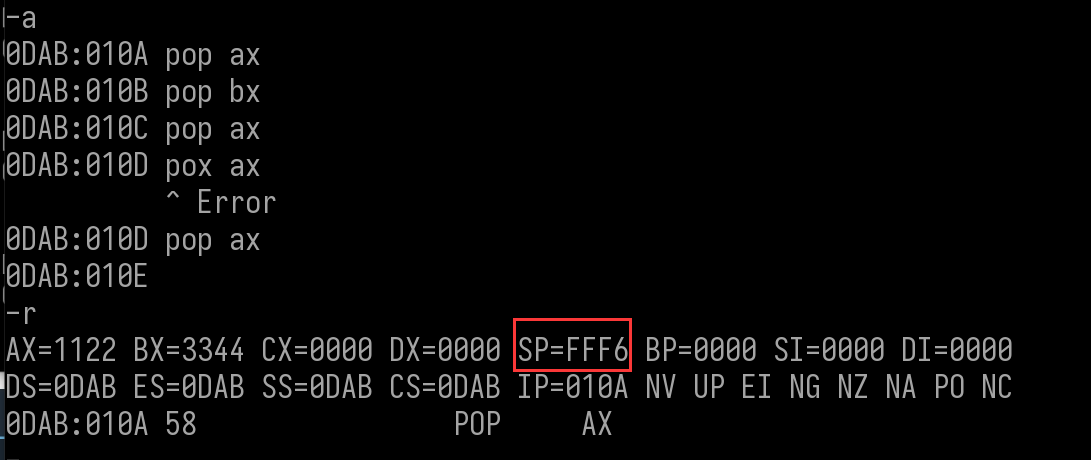 -a
0DAB:010A pop ax
0DAB:010B pop bx
0DAB:010C pop ax
0DAB:010D pox ax
^ Error
0DAB:010D pop ax
0DAB:010E
-r
AX=1122 BX=3344 CX=0000 DX=0000 SP=FFF6 BP=0000 SI=0000 DI=0000
DS=0DAB ES=0DAB SS=0DAB CS=0DAB IP=010A NV UP EI NG NZ NA PO NC
0DAB:010A 58 POP AX